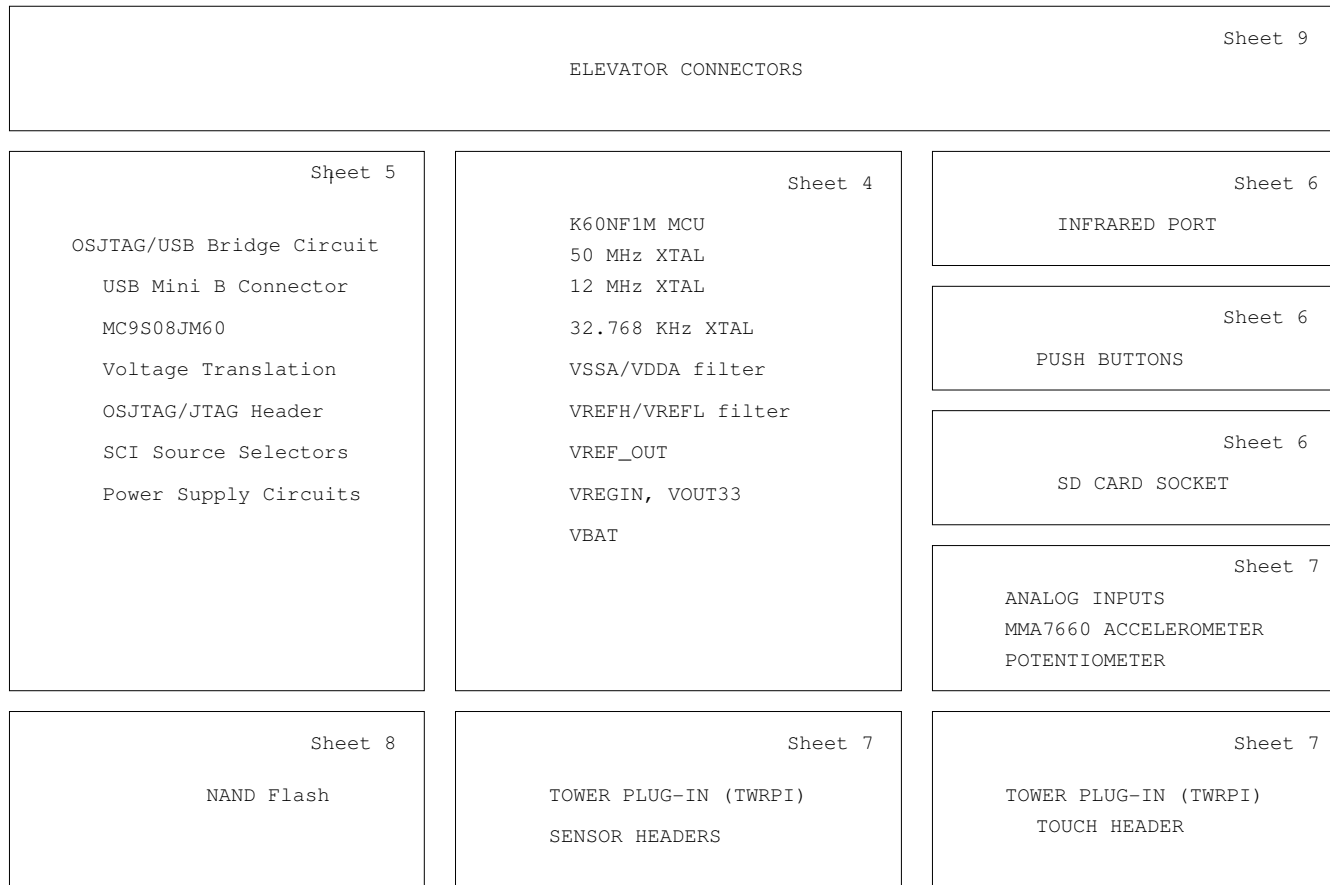 Sheet 9
ELEVATOR CONNECTORS
Sheet 5
OSJTAG/USB Bridge Circuit
USB Mini B Connector
MC9S08JM60
Voltage Translation
OSJTAG/JTAG Header
SCI Source Selectors
Power Supply Circuits
Sheet 4
K60NF1M MCU
50 MHz XTAL
12 MHz XTAL
32.768 KHz XTAL
VSSA/VDDA filter
VREFH/VREFL filter
VREF_OUT
VREGIN, VOUT33
VBAT
Sheet 6
INFRARED PORT
Sheet 6
PUSH BUTTONS
Sheet 6
SD CARD SOCKET
Sheet 7
ANALOG INPUTS
MMA7660 ACCELEROMETER
POTENTIOMETER
Sheet 8
NAND Flash
Sheet 7
TOWER PLUG-IN (TWRPI)
SENSOR HEADERS
Sheet 7
TOWER PLUG-IN (TWRPI)
TOUCH HEADER